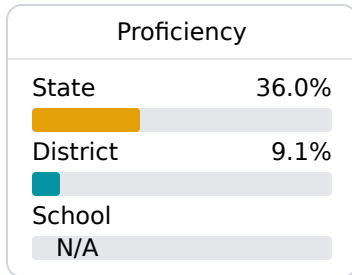 Proficiency
State 36.0%
District 9.1%
School
N/A